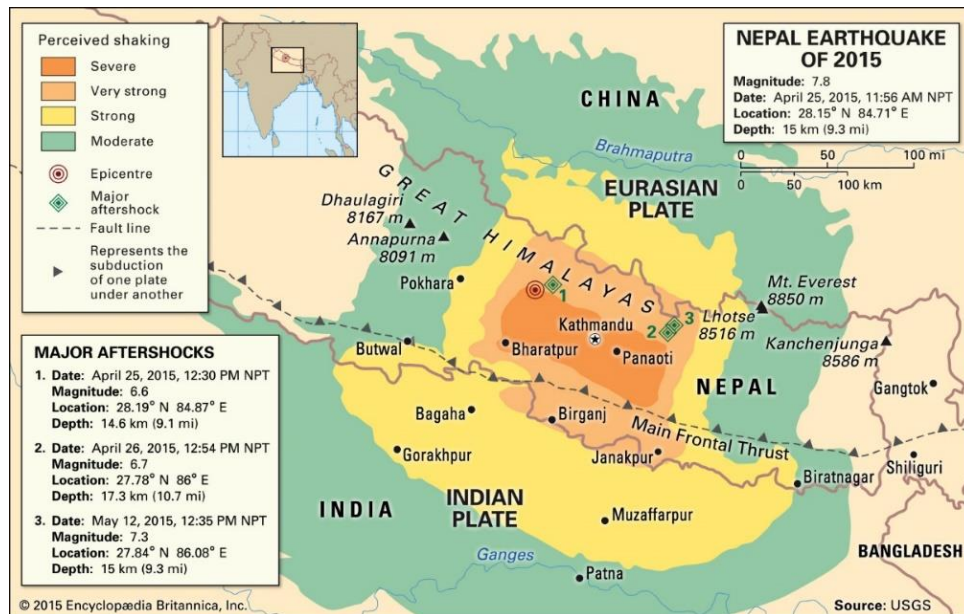 Perceived shaking
Severe
Very strong
Strong
Moderate
Epicentre
Major
aftershock
Fault line
Represents the
subduction
of one plate
under another
NEPAL EARTHQUAKE
OF 2015
Magnitude: 7.8
Date: April 25, 2015, 11:56 AM NPT
Location: 28.15° N 84.71° E
Depth: 15 km (9.3 mi)
0 50 100 mi
0 50 100 km
CHINA
Brahmaputra
EURASIAN
PLATE
GREAT HIMALAYAS
Dhaulagiri
8167 m
Annapurna
8091 m
Pokhara
1
Mt. Everest
8850 m
3
Lhotse
8516 m
2
Kathmandu
Kanchenjunga
8586 m
Butwal
Bharatpur
Panaoti
NEPAL
Gangtok
Bagaha
Birganj
Main Frontal Thrust
Gorakhpur
Janakpur
Shiliguri
Biratnagar
INDIA
INDIAN
PLATE
Muzaffarpur
BANGLADESH
Ganges
Patna
MAJOR AFTERSHOCKS
1. Date: April 25, 2015, 12:30 PM NPT
Magnitude: 6.6
Location: 28.19° N 84.87° E
Depth: 14.6 km (9.1 mi)
2. Date: April 26, 2015, 12:54 PM NPT
Magnitude: 6.7
Location: 27.78° N 86° E
Depth: 17.3 km (10.7 mi)
3. Date: May 12, 2015, 12:35 PM NPT
Magnitude: 7.3
Location: 27.84° N 86.08° E
Depth: 15 km (9.3 mi)
© 2015 Encyclopædia Britannica, Inc.
Source: USGS